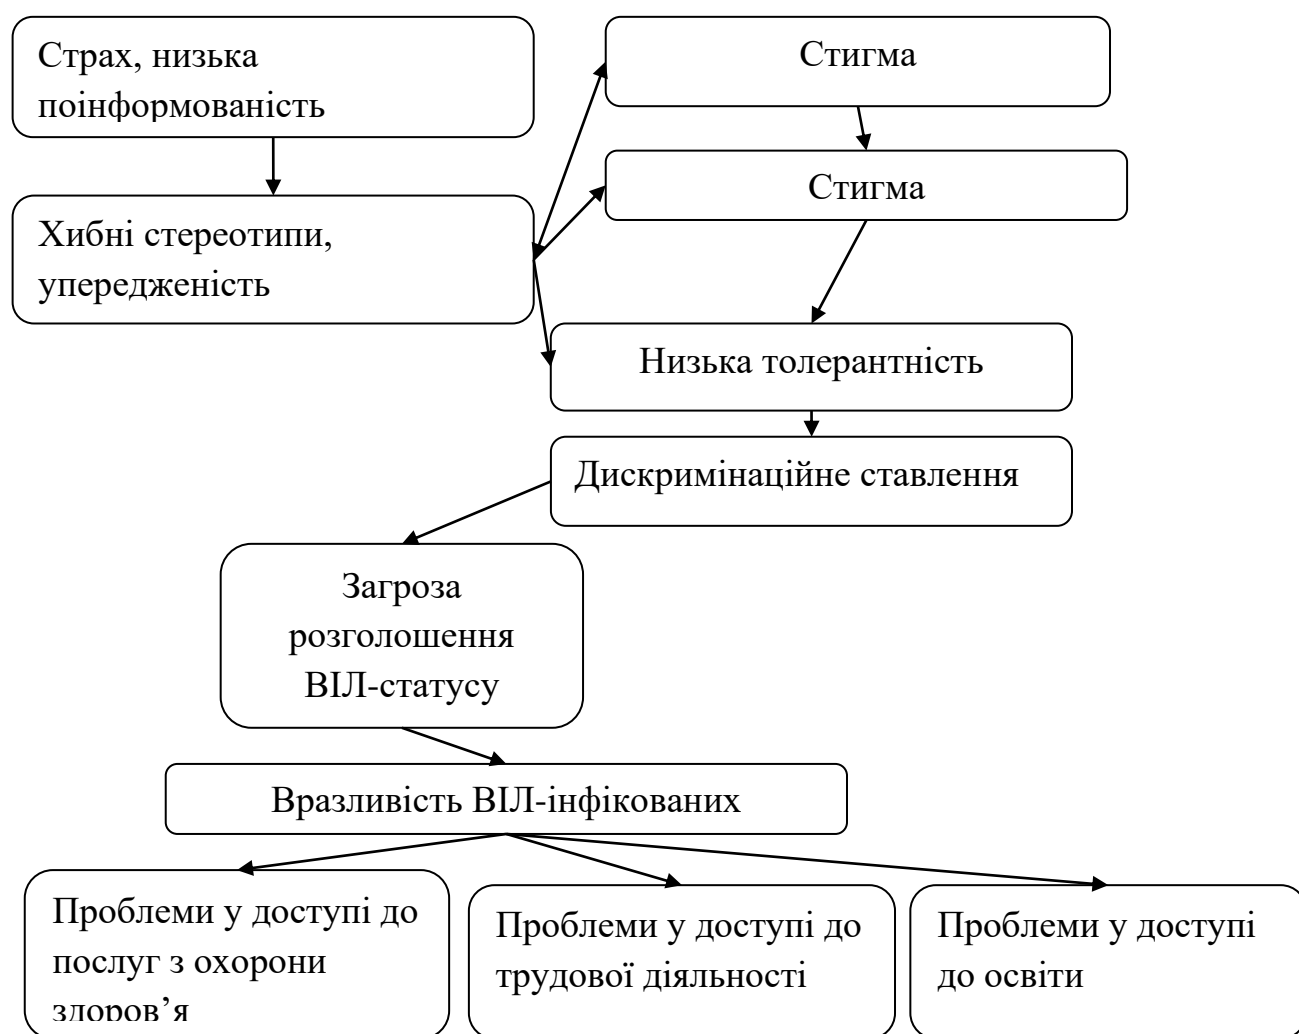 Страх, низька
поінформованість
Стигма
Стигма
Хибні стереотипи,
упередженість
Низька толерантність
Дискримінаційне ставлення
Загроза
розголошення
ВІЛ-статусу
Вразливість ВІЛ-інфікованих
Проблеми у доступі до
послуг з охорони
здоров’я
Проблеми у доступі до
трудової діяльності
Проблеми у доступі
до освіти